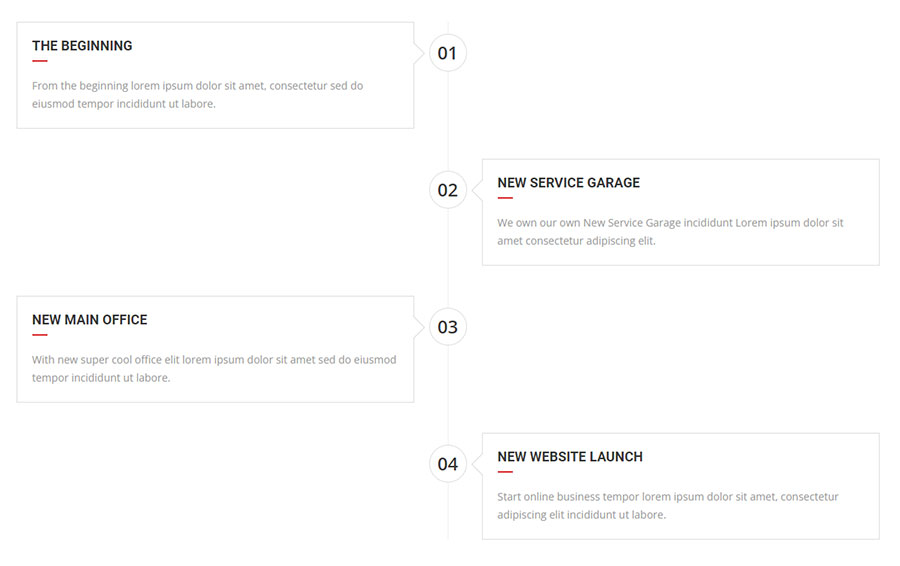 THE BEGINNING
From the beginning lorem ipsum dolor sit amet, consectetur sed do
eiusmod tempor incididunt ut labore.
01
02
NEW SERVICE GARAGE
We own our own New Service Garage incididunt Lorem ipsum dolor sit
amet consectetur adipiscing elit.
NEW MAIN OFFICE
With new super cool office elit lorem ipsum dolor sit amet sed do eiusmod
tempor incididunt ut labore.
03
04
NEW WEBSITE LAUNCH
Start online business tempor lorem ipsum dolor sit amet, consectetur
adipiscing elit incididunt ut labore.